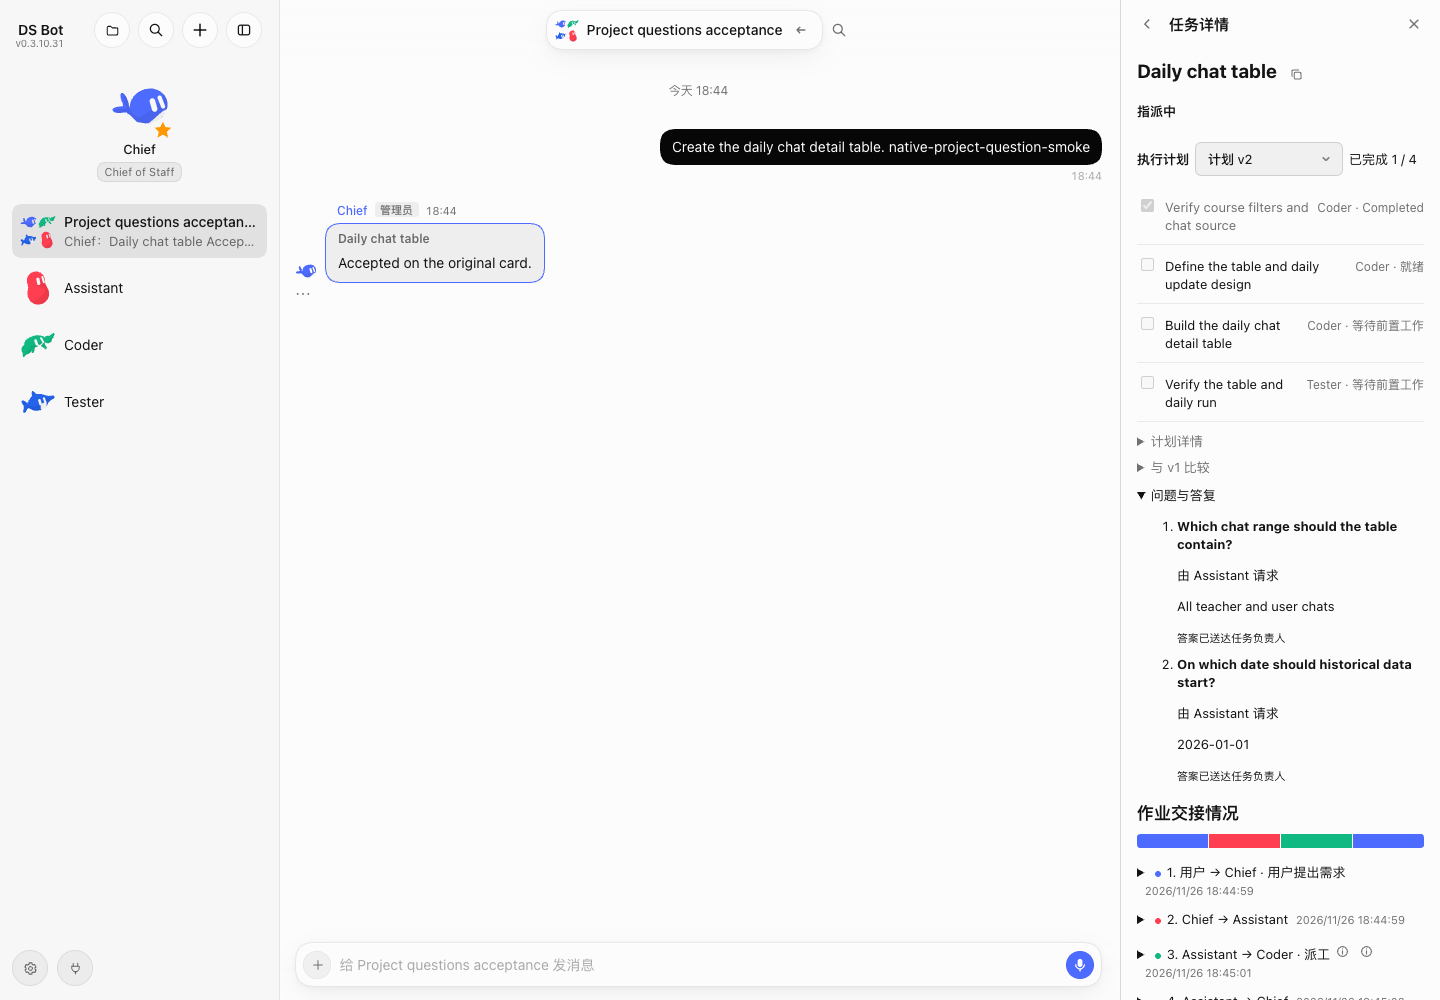 DS Bot
v0.3.10.31
Chief
Chief of Staff
Project questions acceptan...
Chief： Daily chat table Accep...
Assistant
Coder
Tester
Project questions acceptance
今天 18:44
Create the daily chat detail table. native-project-question-smoke
18:44
Chief 管理员 18:44
Daily chat table
Accepted on the original card.
...
给 Project questions acceptance 发消息
任务详情
Daily chat table
指派中
执行计划 计划 v2 已完成 1 / 4
Verify course filters and chat source Coder · Completed
Define the table and daily update design Coder · 就绪
Build the daily chat detail table Coder · 等待前置工作
Verify the table and daily run Tester · 等待前置工作
计划详情
与 v1 比较
问题与答复
1. Which chat range should the table contain?
由 Assistant 请求
All teacher and user chats
答案已送达任务负责人
2. On which date should historical data start?
由 Assistant 请求
2026-01-01
答案已送达任务负责人
作业交接情况
1. 用户 → Chief · 用户提出需求
2026/11/26 18:44:59
2. Chief → Assistant 2026/11/26 18:44:59
3. Assistant → Coder · 派工
2026/11/26 18:45:01